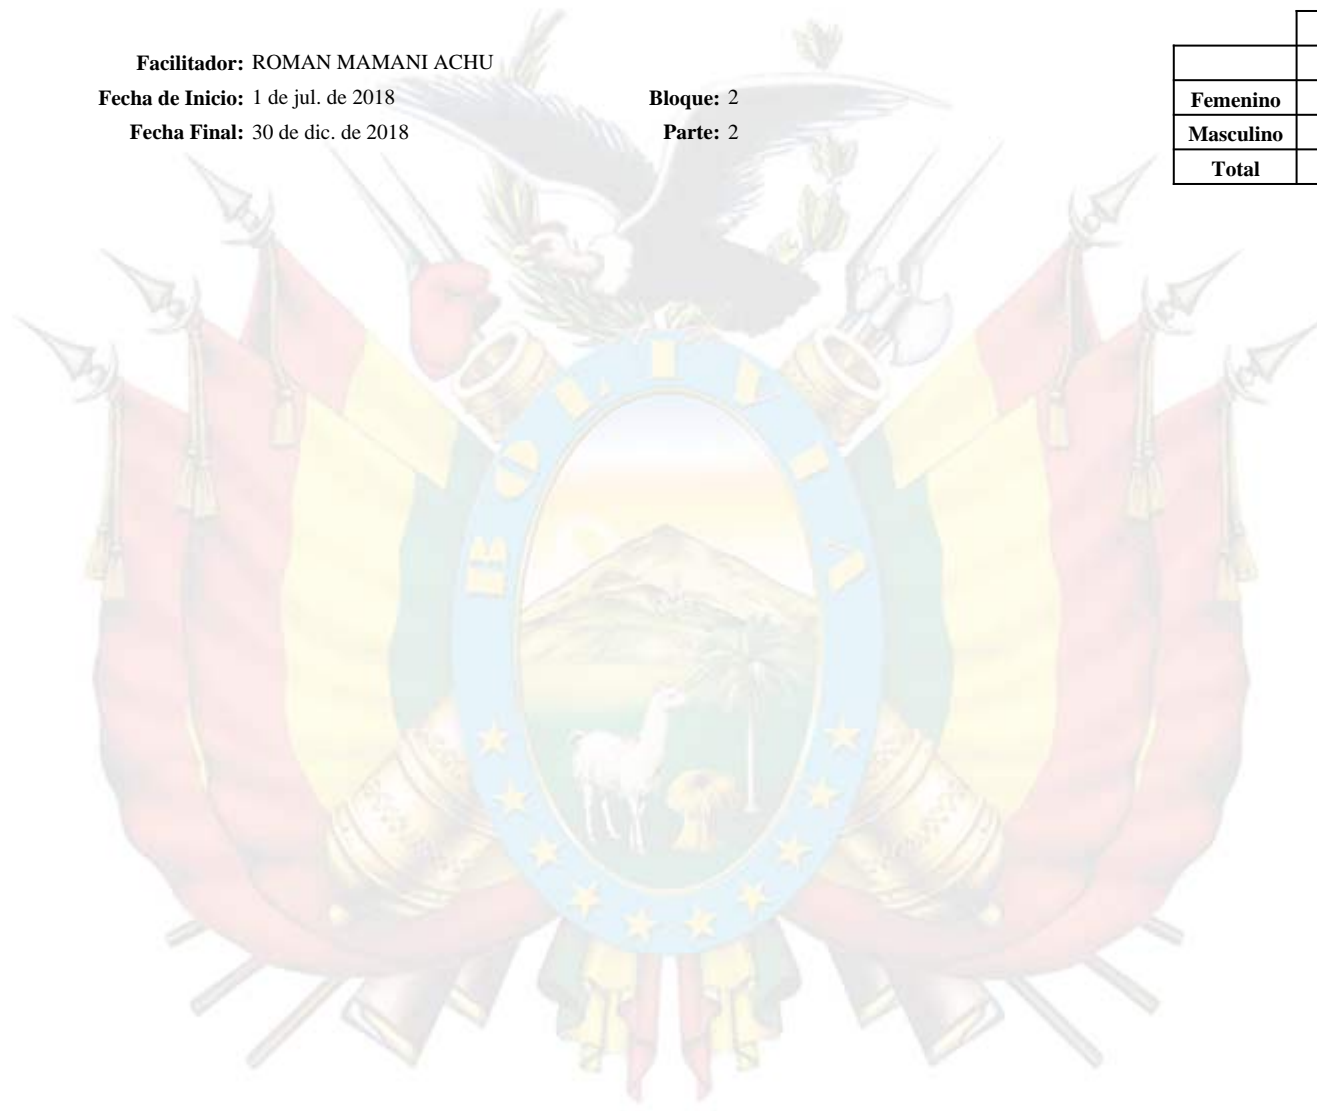 Facilitador: ROMAN MAMANI ACHU
Fecha de Inicio: 1 de jul. de 2018 Bloque: 2
Fecha Final: 30 de dic. de 2018 Parte: 2
Femenino
Masculino
Total
BOLIVIA